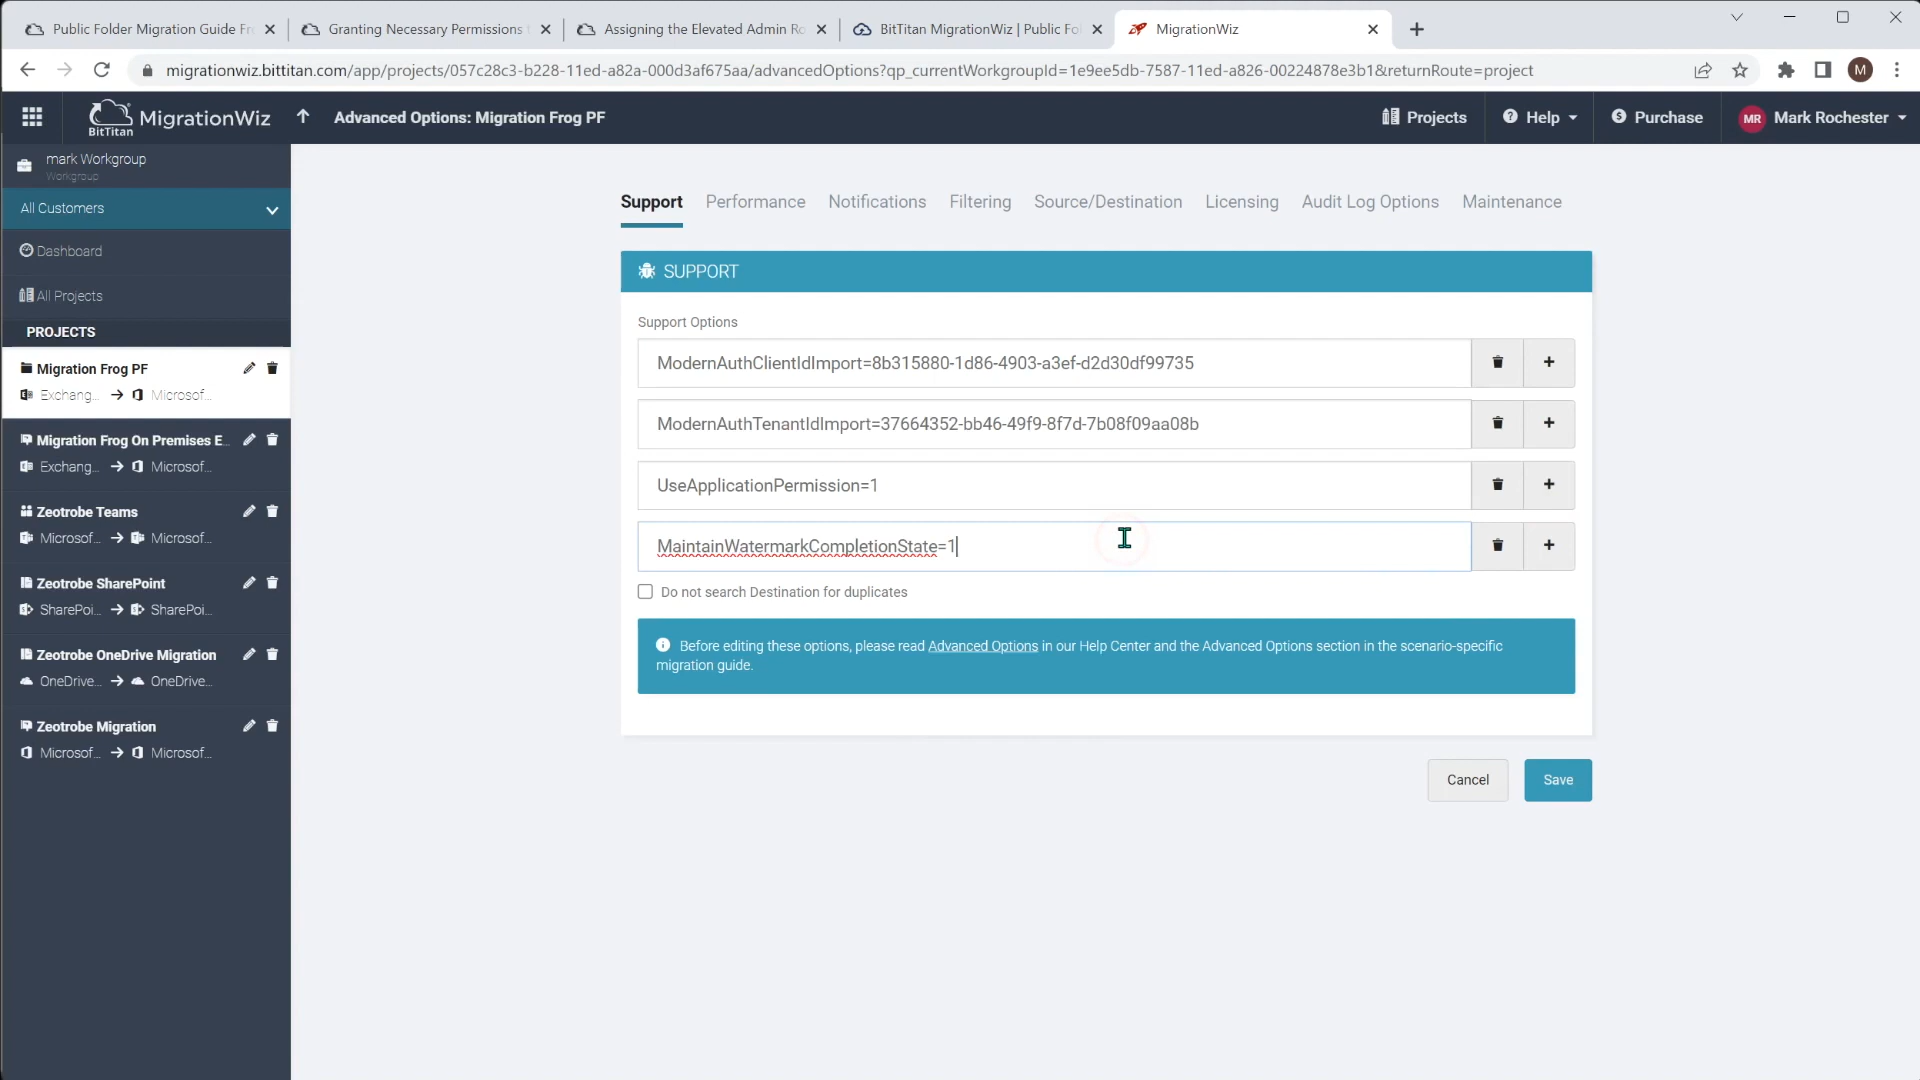 Public Folder Migration Guide Fr
Granting Necessary Permissions
Assigning the Elevated Admin Ro
BitTitan MigrationWiz | Public Fol
MigrationWiz
migrationwiz.bittitan.com/app/projects/057c28c3-b228-11ed-a82a-000d3af675aa/advancedOptions?qp_currentWorkgroupId=1e9ee5db-7587-11ed-a826-00224878e3b1&returnRoute=project
M
BitTitan MigrationWiz
Advanced Options: Migration Frog PF
Projects
Help
Purchase
MR
Mark Rochester
mark Workgroup
Workgroup
All Customers
Dashboard
All Projects
PROJECTS
Migration Frog PF
Exchang... → Microsof...
Migration Frog On Premises E...
Exchang... → Microsof...
Zeotrobe Teams
Microsof... → Microsof...
Zeotrobe SharePoint
SharePoi... → SharePoi...
Zeotrobe OneDrive Migration
OneDrive... → OneDrive...
Zeotrobe Migration
Microsof... → Microsof...
Support Performance Notifications Filtering Source/Destination Licensing Audit Log Options Maintenance
SUPPORT
Support Options
ModernAuthClientIdImport=8b315880-1d86-4903-a3ef-d2d30df99735
ModernAuthTenantIdImport=37664352-bb46-49f9-8f7d-7b08f09aa08b
UseApplicationPermission=1
MaintainWatermarkCompletionState=1
Do not search Destination for duplicates
Before editing these options, please read Advanced Options in our Help Center and the Advanced Options section in the scenario-specific
migration guide.
Cancel
Save